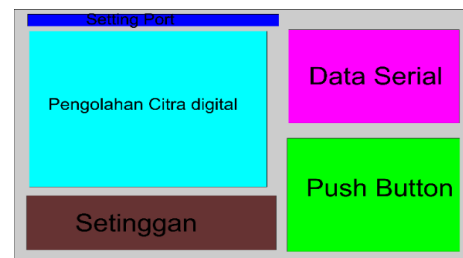 Setting Port
Pengolahan Citra digital
Data Serial
Push Button
Setinggan